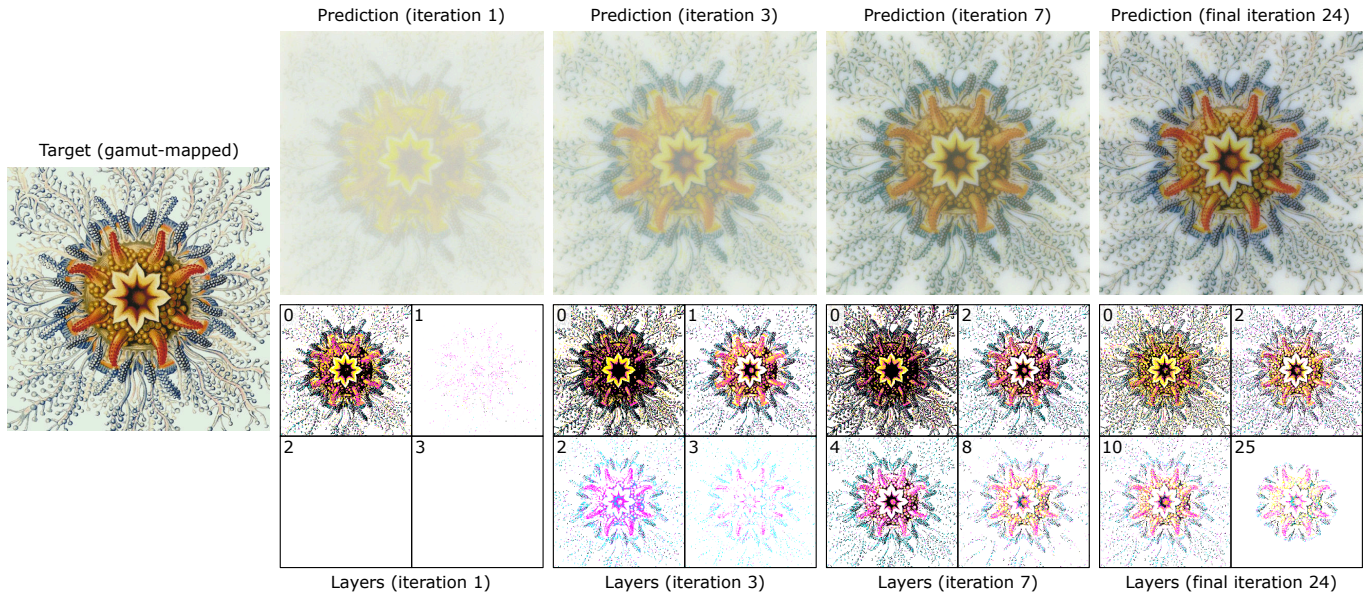 Prediction (iteration 1)
Prediction (iteration 3)
Prediction (iteration 7)
Prediction (final iteration 24)
Target (gamut-mapped)
0 1 0 1 0 2 0 2
2 3 2 3 4 8 10 25
Layers (iteration 1)
Layers (iteration 3)
Layers (iteration 7)
Layers (final iteration 24)